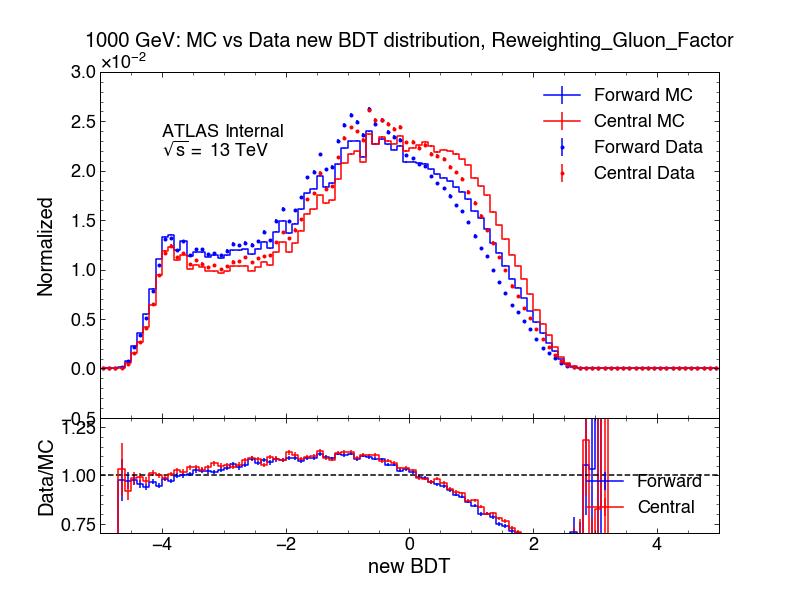 1000 GeV: MC vs Data new BDT distribution, Reweighting_Gluon_Factor
×10⁻²
3.0
2.5
2.0
1.5
1.0
0.5
0.0
−0.5
Normalized
ATLAS Internal
√s = 13 TeV
Forward MC
Central MC
Forward Data
Central Data
1.25
1.00
0.75
Data/MC
Forward
Central
−4
−2
0
2
4
new BDT